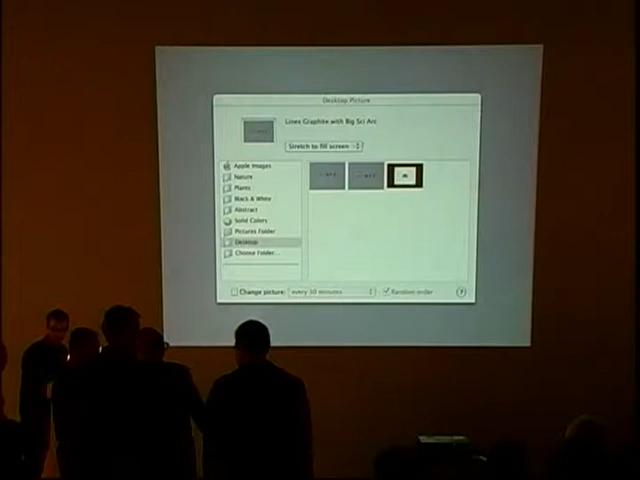 Desktop Picture
Lines Graphite with Big Sci Arc
Stretch to fill screen
Apple Images
Nature
Plants
Black & White
Abstract
Solid Colors
Pictures Folder
Desktop
Choose Folder...
Change picture: every 30 minutes
Random order
?